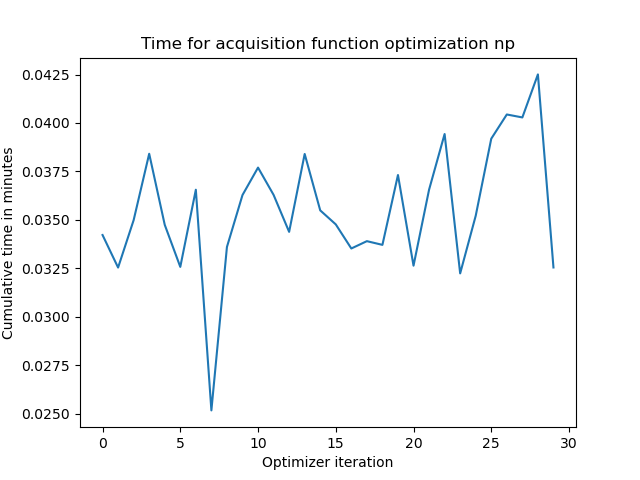 Time for acquisition function optimization np
Cumulative time in minutes
0.0425
0.0400
0.0375
0.0350
0.0325
0.0300
0.0275
0.0250
0 5 10 15 20 25 30
Optimizer iteration